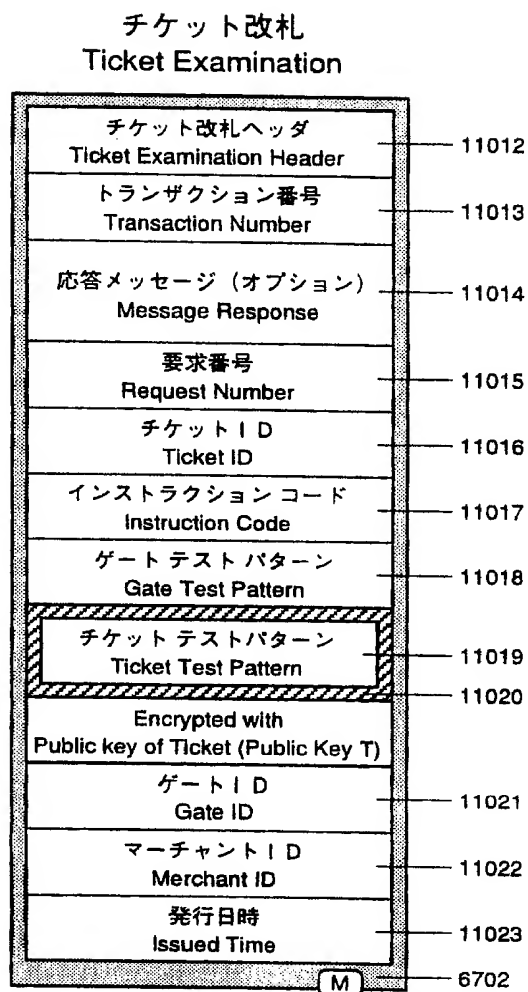 チケット改札
Ticket Examination
チケット改札ヘッダ
Ticket Examination Header
11012
トランザクション番号
Transaction Number
11013
応答メッセージ（オプション）
Message Response
11014
要求番号
Request Number
11015
チケットＩＤ
Ticket ID
11016
インストラクション コード
Instruction Code
11017
ゲート テスト パターン
Gate Test Pattern
11018
チケット テストパターン
Ticket Test Pattern
11019
11020
Encrypted with
Public key of Ticket (Public Key T)
ゲートＩＤ
Gate ID
11021
マーチャントＩＤ
Merchant ID
11022
発行日時
Issued Time
11023
M
6702